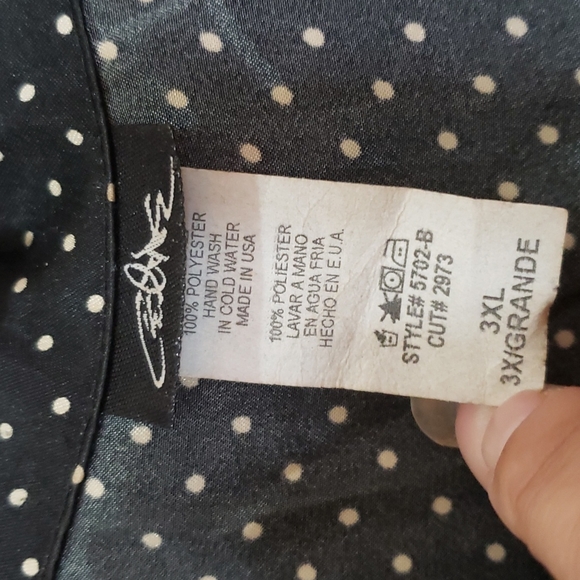 100% POLYESTER
HAND WASH
IN COLD WATER
MADE IN USA
100% POLIESTER
LAVAR A MANO
EN AGUA FRIA
HECHO EN E.U.A.
STYLE# 5702-B
CUT# 2973
3XL
3X/GRANDE